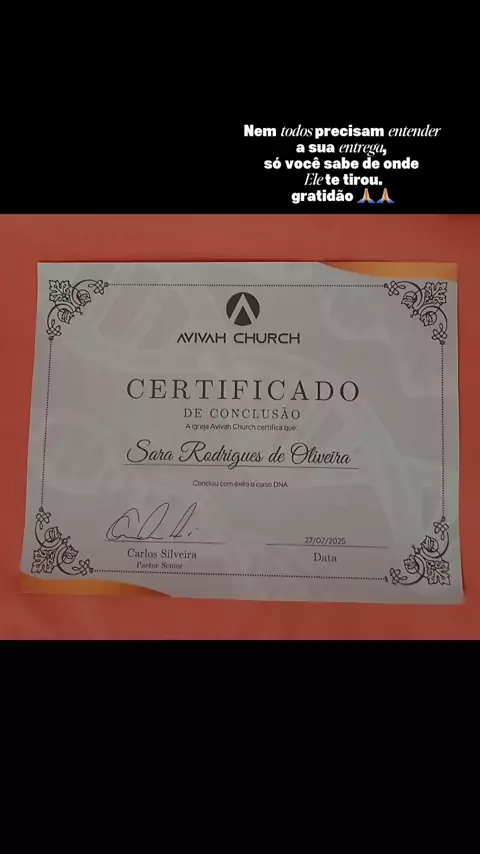 Nem todos precisam entender
a sua entrega,
só você sabe de onde
Ele te tirou.
gratidão 🙏🏼🙏🏼
AVIVAH CHURCH
CERTIFICADO
DE CONCLUSÃO
A igreja Avivah Church certifica que:
Sara Rodrigues de Oliveira
Concluiu com êxito o curso DNA
27/07/2025
Carlos Silveira
Data
Pastor Senior